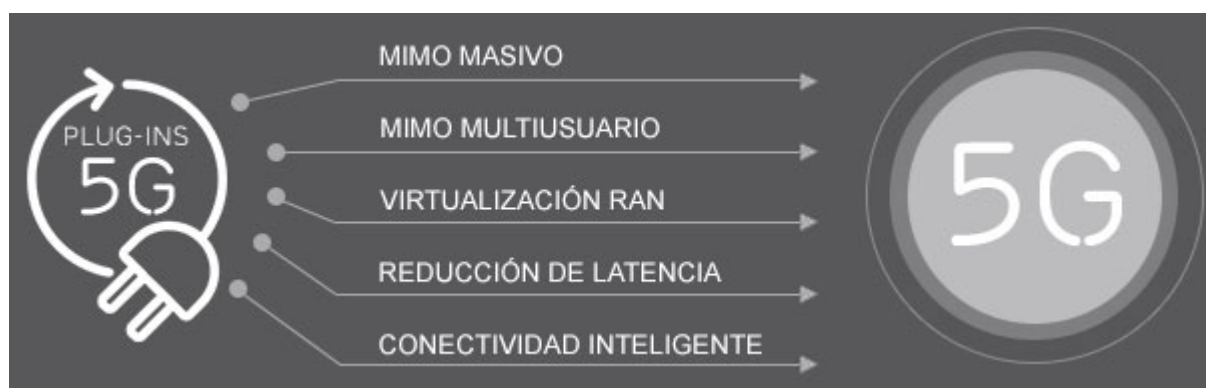 PLUG-INS
5G
MIMO MASIVO
MIMO MULTIUSUARIO
VIRTUALIZACIÓN RAN
REDUCCIÓN DE LATENCIA
CONECTIVIDAD INTELIGENTE
5G